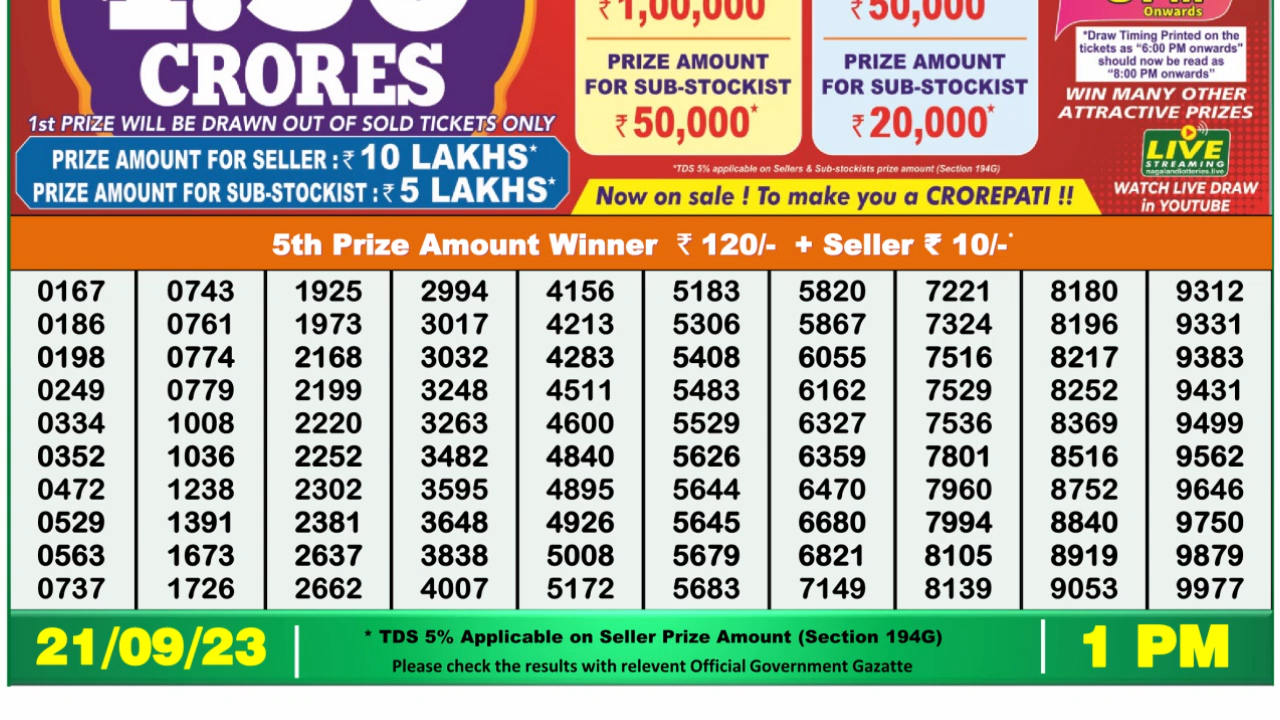 CRORES
1st PRIZE WILL BE DRAWN OUT OF SOLD TICKETS ONLY
PRIZE AMOUNT FOR SELLER : ₹ 10 LAKHS*
PRIZE AMOUNT FOR SUB-STOCKIST : ₹ 5 LAKHS*
₹1,00,000*
PRIZE AMOUNT
FOR SUB-STOCKIST
₹50,000*
₹50,000*
PRIZE AMOUNT
FOR SUB-STOCKIST
₹20,000*
*TDS 5% applicable on Sellers & Sub-stockists prize amount (Section 194G)
Now on sale ! To make you a CROREPATI !!
Onwards
*Draw Timing Printed on the
tickets as "6:00 PM onwards"
should now be read as
"8:00 PM onwards"
WIN MANY OTHER
ATTRACTIVE PRIZES
LIVE
STREAMING
nagalandlotteries.live
WATCH LIVE DRAW
in YOUTUBE
5th Prize Amount Winner ₹ 120/- + Seller ₹ 10/-*
0167 0743 1925 2994 4156 5183 5820 7221 8180 9312
0186 0761 1973 3017 4213 5306 5867 7324 8196 9331
0198 0774 2168 3032 4283 5408 6055 7516 8217 9383
0249 0779 2199 3248 4511 5483 6162 7529 8252 9431
0334 1008 2220 3263 4600 5529 6327 7536 8369 9499
0352 1036 2252 3482 4840 5626 6359 7801 8516 9562
0472 1238 2302 3595 4895 5644 6470 7960 8752 9646
0529 1391 2381 3648 4926 5645 6680 7994 8840 9750
0563 1673 2637 3838 5008 5679 6821 8105 8919 9879
0737 1726 2662 4007 5172 5683 7149 8139 9053 9977
21/09/23
* TDS 5% Applicable on Seller Prize Amount (Section 194G)
Please check the results with relevent Official Government Gazatte
1 PM